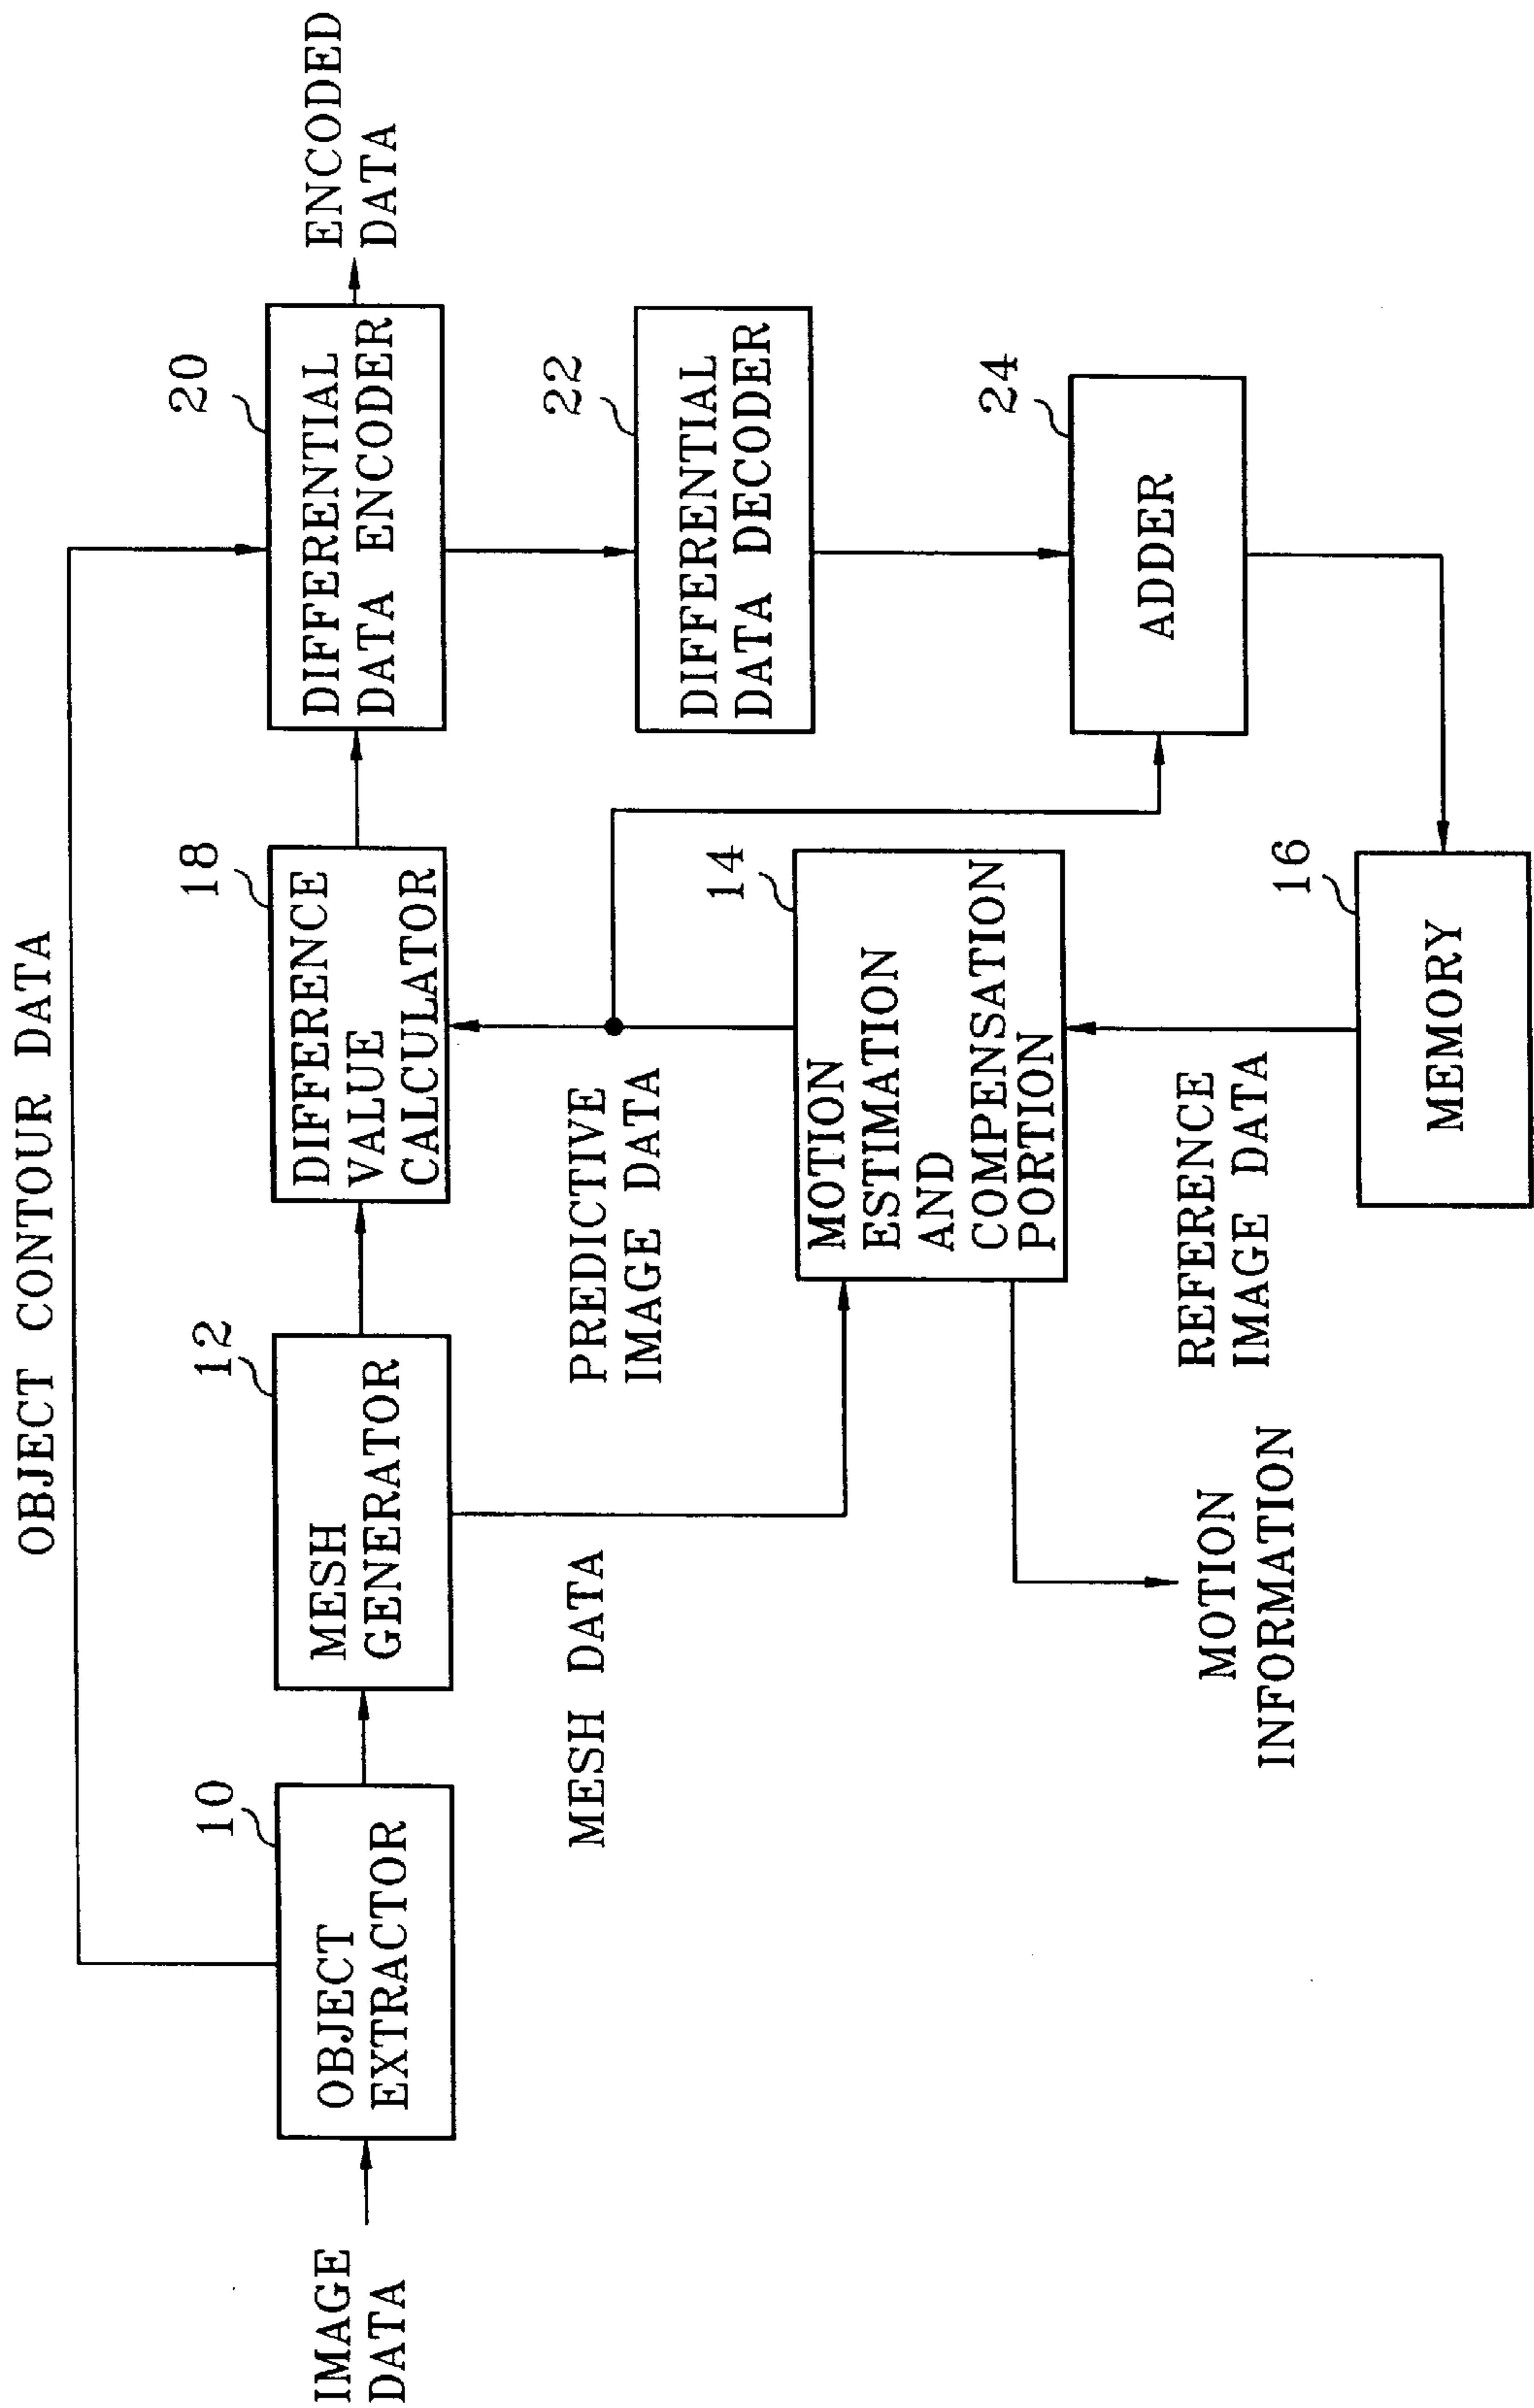 OBJECT CONTOUR DATA
IMAGE
DATA
10
OBJECT
EXTRACTOR
12
MESH
GENERATOR
18
DIFFERENCE
VALUE
CALCULATOR
20
DIFFERENTIAL
DATA ENCODER
ENCODED
DATA
MESH DATA
PREDICTIVE
IMAGE DATA
22
DIFFERENTIAL
DATA DECODER
14
MOTION
ESTIMATION
AND
COMPENSATION
PORTION
24
ADDER
MOTION
INFORMATION
REFERENCE
IMAGE DATA
16
MEMORY